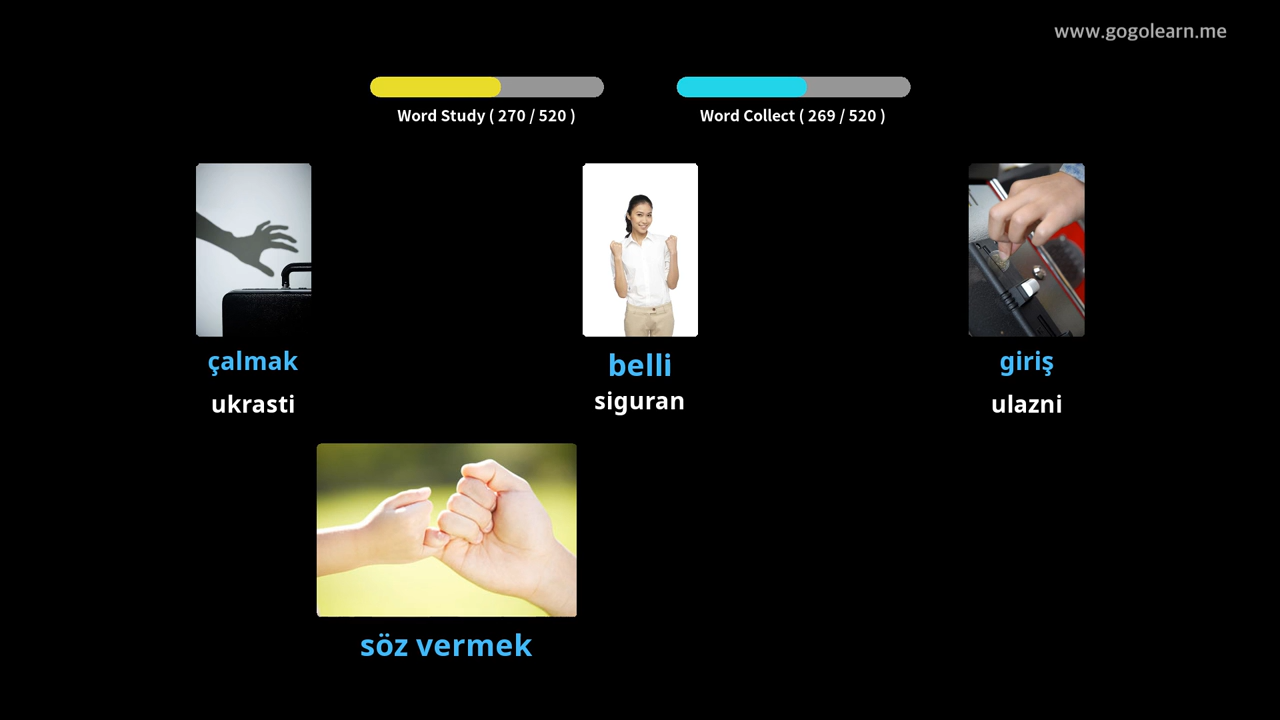 www.gogolearn.me
Word Study ( 270 / 520 )
Word Collect ( 269 / 520 )
çalmak
ukrasti
belli
siguran
giriş
ulazni
söz vermek